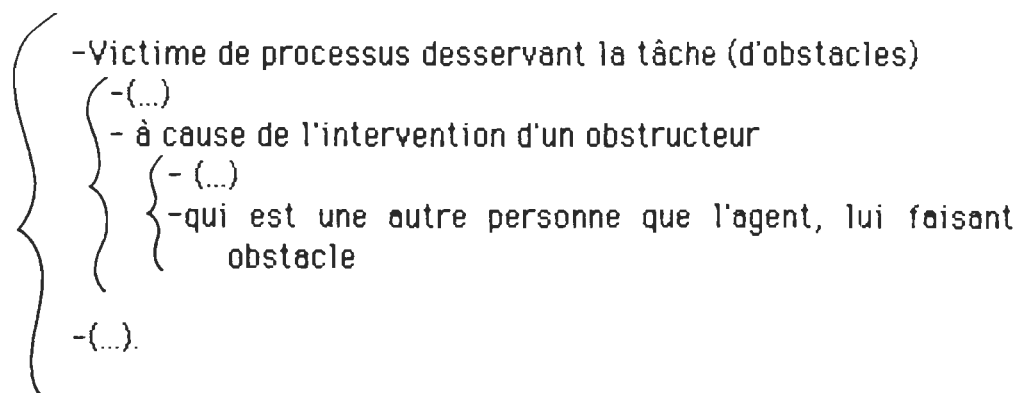 -Victime de processus desservant la tâche (d'obstacles)
-(...)
- à cause de l'intervention d'un obstructeur
- (...)
-qui est une autre personne que l'agent, lui faisant
obstacle
-(...).